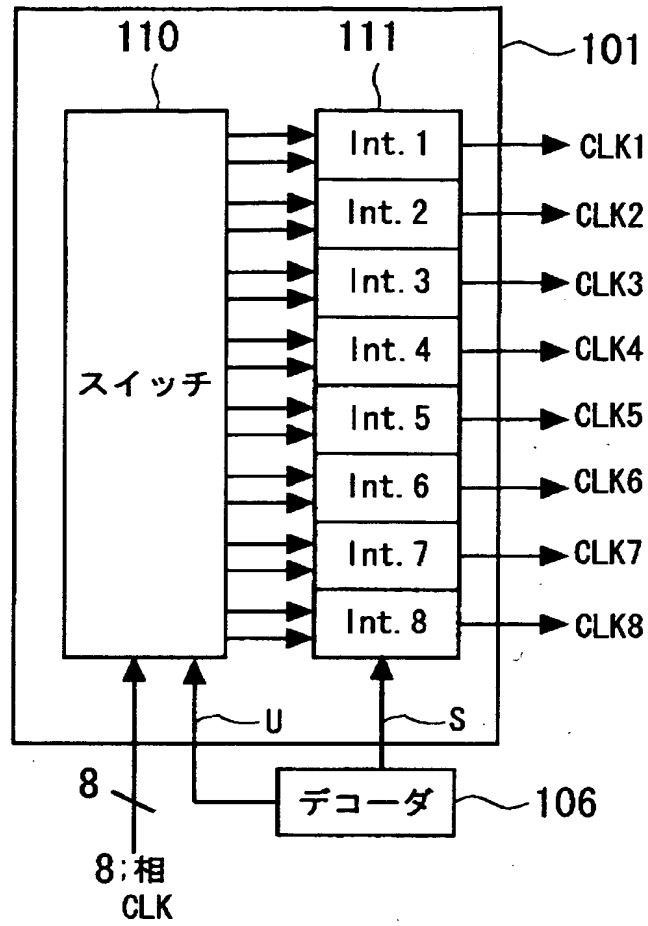 110
111
101
Int. 1
CLK1
Int. 2
CLK2
Int. 3
CLK3
Int. 4
CLK4
スイッチ
Int. 5
CLK5
Int. 6
CLK6
Int. 7
CLK7
Int. 8
CLK8
U
S
8
デコーダ
106
8;相
CLK